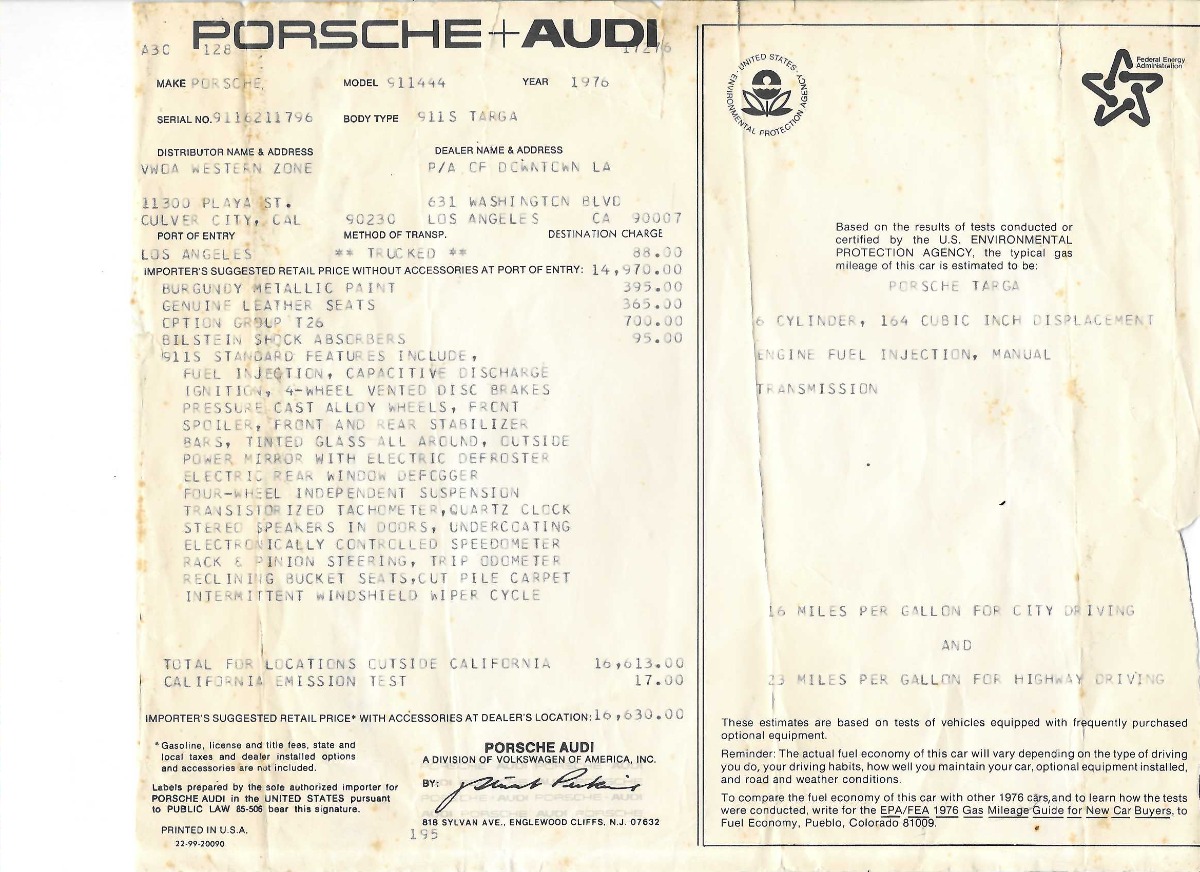 PORSCHE+AUDI
A3C 128 17276
MAKE PORSCHE, MODEL 911444 YEAR 1976
SERIAL NO. 9116211796 BODY TYPE 911S TARGA
DISTRIBUTOR NAME & ADDRESS DEALER NAME & ADDRESS
VWOA WESTERN ZONE P/A OF DOWNTOWN LA
11300 PLAYA ST. 631 WASHINGTON BLVD
CULVER CITY, CAL 90230 LOS ANGELES CA 90007
PORT OF ENTRY METHOD OF TRANSP. DESTINATION CHARGE
LOS ANGELES ** TRUCKED ** 88.00
IMPORTER'S SUGGESTED RETAIL PRICE WITHOUT ACCESSORIES AT PORT OF ENTRY: 14,970.00
BURGUNDY METALLIC PAINT 395.00
GENUINE LEATHER SEATS 365.00
OPTION GROUP T26 700.00
BILSTEIN SHOCK ABSORBERS 95.00
911S STANDARD FEATURES INCLUDE,
FUEL INJECTION, CAPACITIVE DISCHARGE
IGNITION, 4-WHEEL VENTED DISC BRAKES
PRESSURE CAST ALLOY WHEELS, FRONT
SPOILER, FRONT AND REAR STABILIZER
BARS, TINTED GLASS ALL AROUND, OUTSIDE
POWER MIRROR WITH ELECTRIC DEFROSTER
ELECTRIC REAR WINDOW DEFOGGER
FOUR-WHEEL INDEPENDENT SUSPENSION
TRANSISTORIZED TACHOMETER,QUARTZ CLOCK
STEREO SPEAKERS IN DOORS, UNDERCOATING
ELECTRONICALLY CONTROLLED SPEEDOMETER
RACK & PINION STEERING, TRIP ODOMETER
RECLINING BUCKET SEATS,CUT PILE CARPET
INTERMITTENT WINDSHIELD WIPER CYCLE
TOTAL FOR LOCATIONS OUTSIDE CALIFORNIA 16,613.00
CALIFORNIA EMISSION TEST 17.00
IMPORTER'S SUGGESTED RETAIL PRICE* WITH ACCESSORIES AT DEALER'S LOCATION: 16,630.00
*Gasoline, license and title fees, state and
local taxes and dealer installed options
and accessories are not included.
Labels prepared by the sole authorized importer for
PORSCHE AUDI in the UNITED STATES pursuant
to PUBLIC LAW 85-506 bear this signature.
PRINTED IN U.S.A.
22-99-20090
PORSCHE AUDI
A DIVISION OF VOLKSWAGEN OF AMERICA, INC.
BY: Stuart Perkins
PORSCHE+AUDI PORSCHE+AUDI
818 SYLVAN AVE., ENGLEWOOD CLIFFS, N.J. 07632
195
UNITED STATES
ENVIRONMENTAL PROTECTION AGENCY
Federal Energy
Administration
Based on the results of tests conducted or
certified by the U.S. ENVIRONMENTAL
PROTECTION AGENCY, the typical gas
mileage of this car is estimated to be:
PORSCHE TARGA
6 CYLINDER, 164 CUBIC INCH DISPLACEMENT
ENGINE FUEL INJECTION, MANUAL
TRANSMISSION
16 MILES PER GALLON FOR CITY DRIVING
AND
23 MILES PER GALLON FOR HIGHWAY DRIVING
These estimates are based on tests of vehicles equipped with frequently purchased
optional equipment.
Reminder: The actual fuel economy of this car will vary depending on the type of driving
you do, your driving habits, how well you maintain your car, optional equipment installed,
and road and weather conditions.
To compare the fuel economy of this car with other 1976 cars,and to learn how the tests
were conducted, write for the EPA/FEA 1976 Gas Mileage Guide for New Car Buyers, to
Fuel Economy, Pueblo, Colorado 81009.